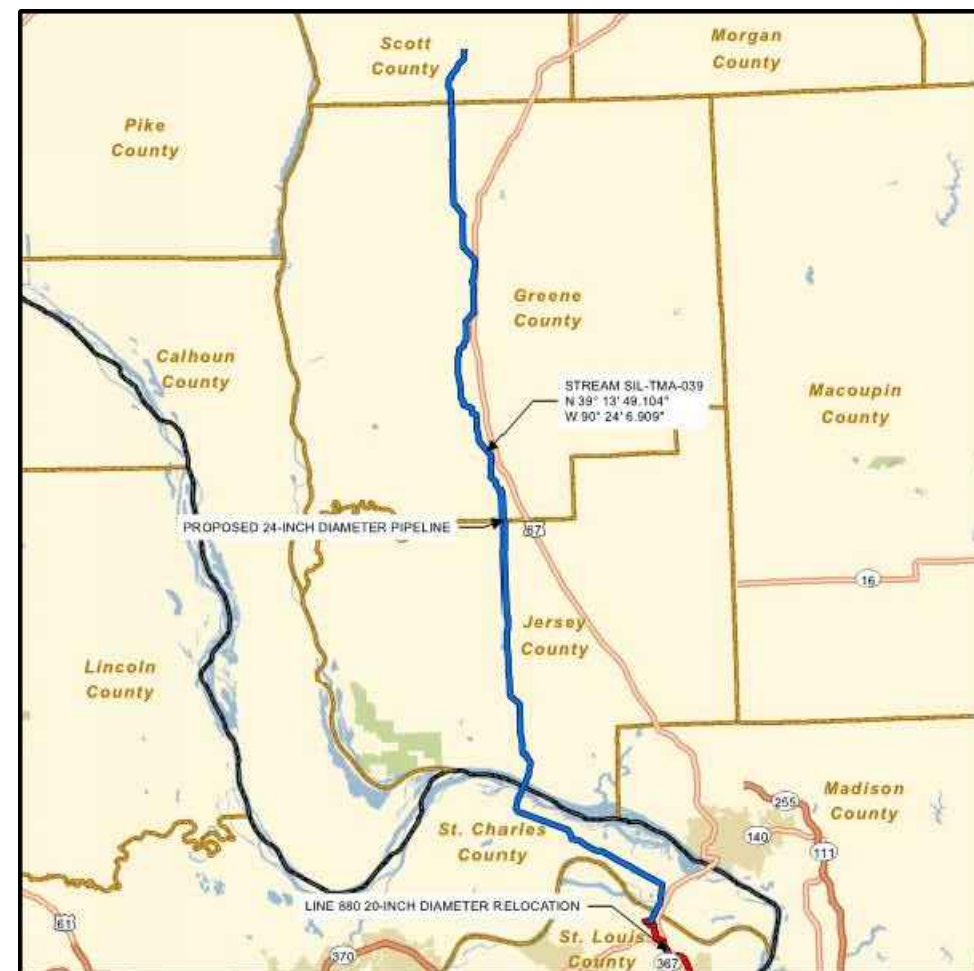 Scott
County
Morgan
County
Pike
County
Greene
County
Calhoun
County
STREAM SIL-TMA-039
N 39° 13' 49.104"
W 90° 24' 6.909"
Macoupin
County
PROPOSED 24-INCH DIAMETER PIPELINE
67
16
Jersey
County
Lincoln
County
Madison
County
255
St. Charles
County
140
111
LINE 880 20-INCH DIAMETER RELOCATION
61
St. Louis
County
370
367